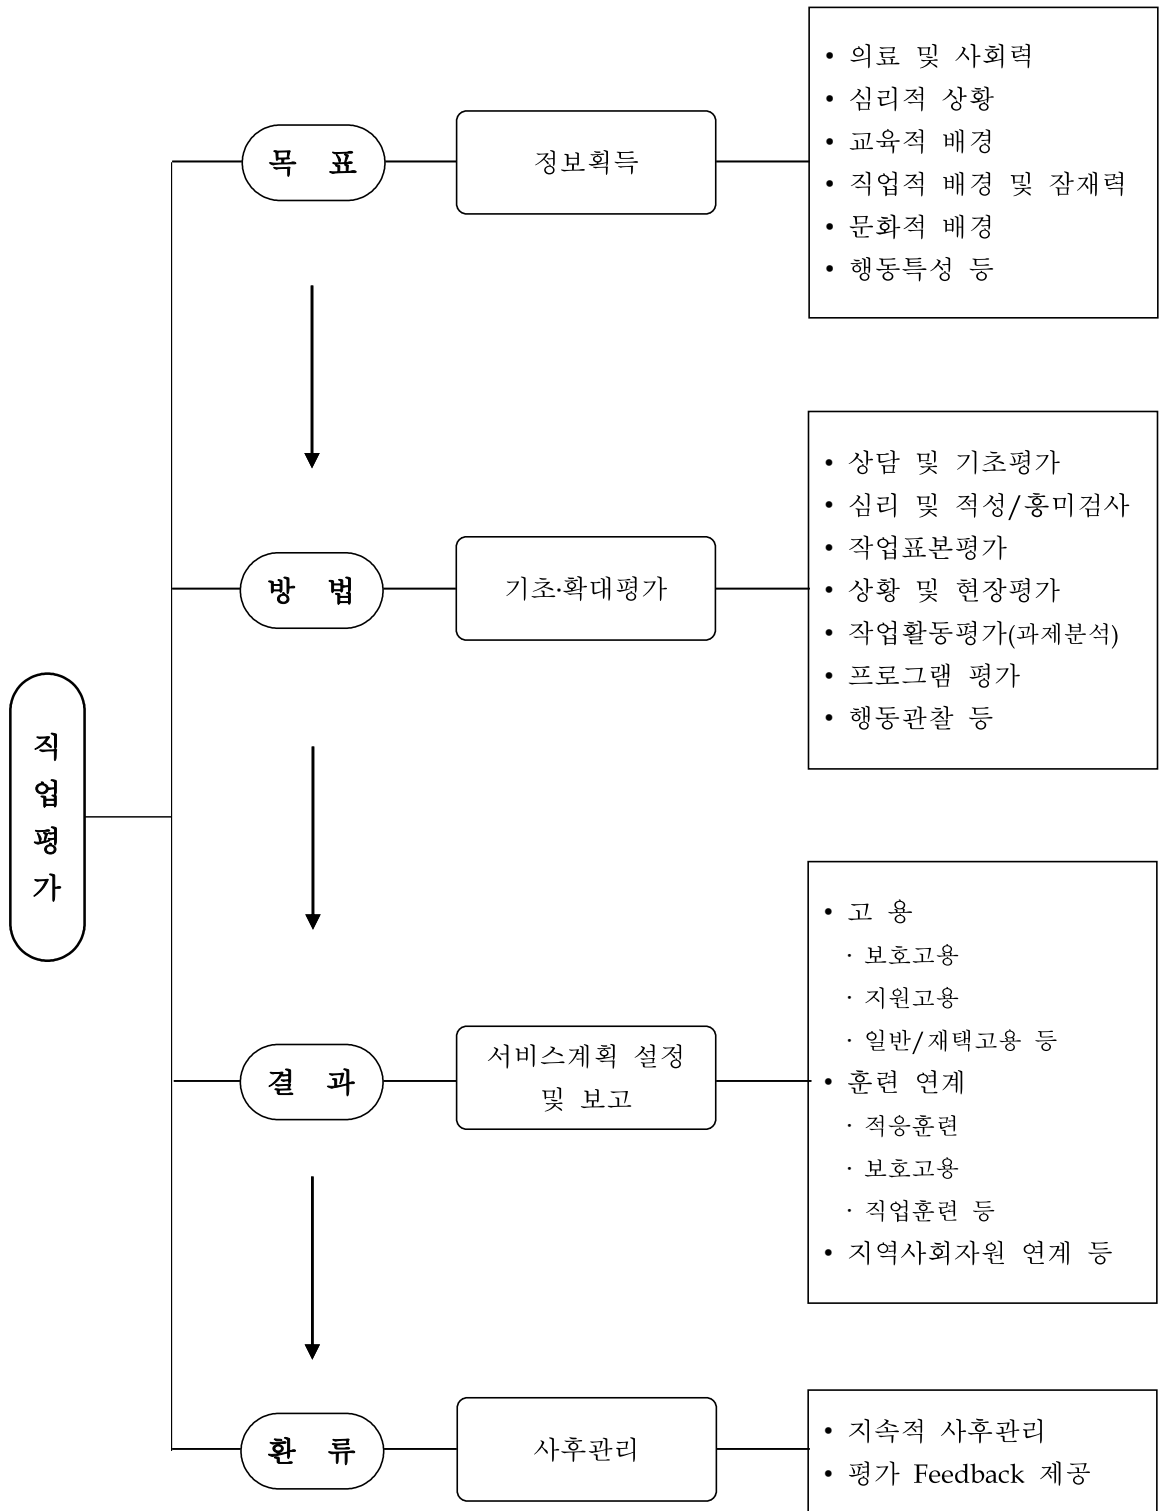 직
업
평
가
목 표
정보획득
• 의료 및 사회력
• 심리적 상황
• 교육적 배경
• 직업적 배경 및 잠재력
• 문화적 배경
• 행동특성 등
방 법
기초·확대평가
• 상담 및 기초평가
• 심리 및 적성/흥미검사
• 작업표본평가
• 상황 및 현장평가
• 작업활동평가(과제분석)
• 프로그램 평가
• 행동관찰 등
결 과
서비스계획 설정
및 보고
• 고 용
· 보호고용
· 지원고용
· 일반/재택고용 등
• 훈련 연계
· 적응훈련
· 보호고용
· 직업훈련 등
• 지역사회자원 연계 등
환 류
사후관리
• 지속적 사후관리
• 평가 Feedback 제공